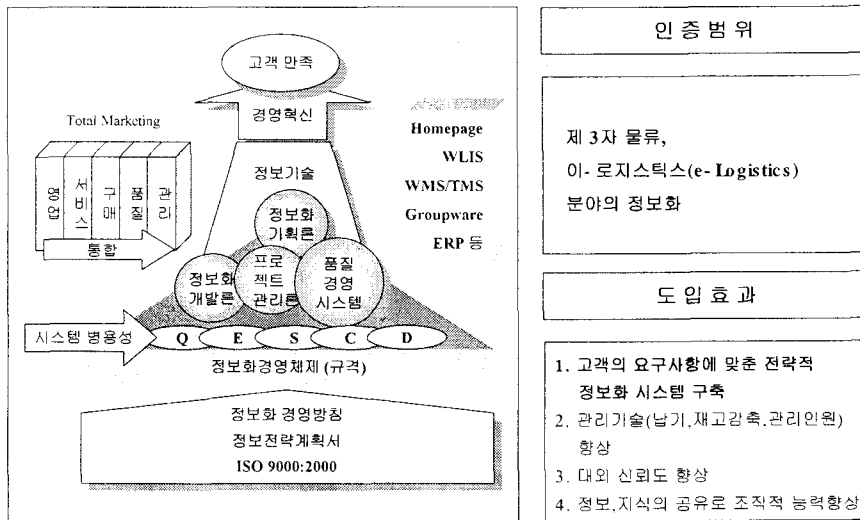 고객 만족
경영혁신
Total Marketing
영업
서비스
구매
품질
관리
통합
정보기술
Homepage
WLIS
WMS/TMS
Groupware
ERP 등
정보화
기획론
정보화
개발론
프로
젝트
관리론
품질
경영
시스템
시스템 병용성
Q E S C D
정보화경영체제 (규격)
정보화 경영방침
정보전략계획서
ISO 9000:2000
인 증 범 위
제 3자 물류,
이- 로지스틱스(e- Logistics)
분야의 정보화
도 입 효 과
1. 고객의 요구사항에 맞춘 전략적
정보화 시스템 구축
2. 관리기술(납기,재고감축.관리인원)
향상
3. 대외 신뢰도 향상
4. 정보,지식의 공유로 조작적 능력향상